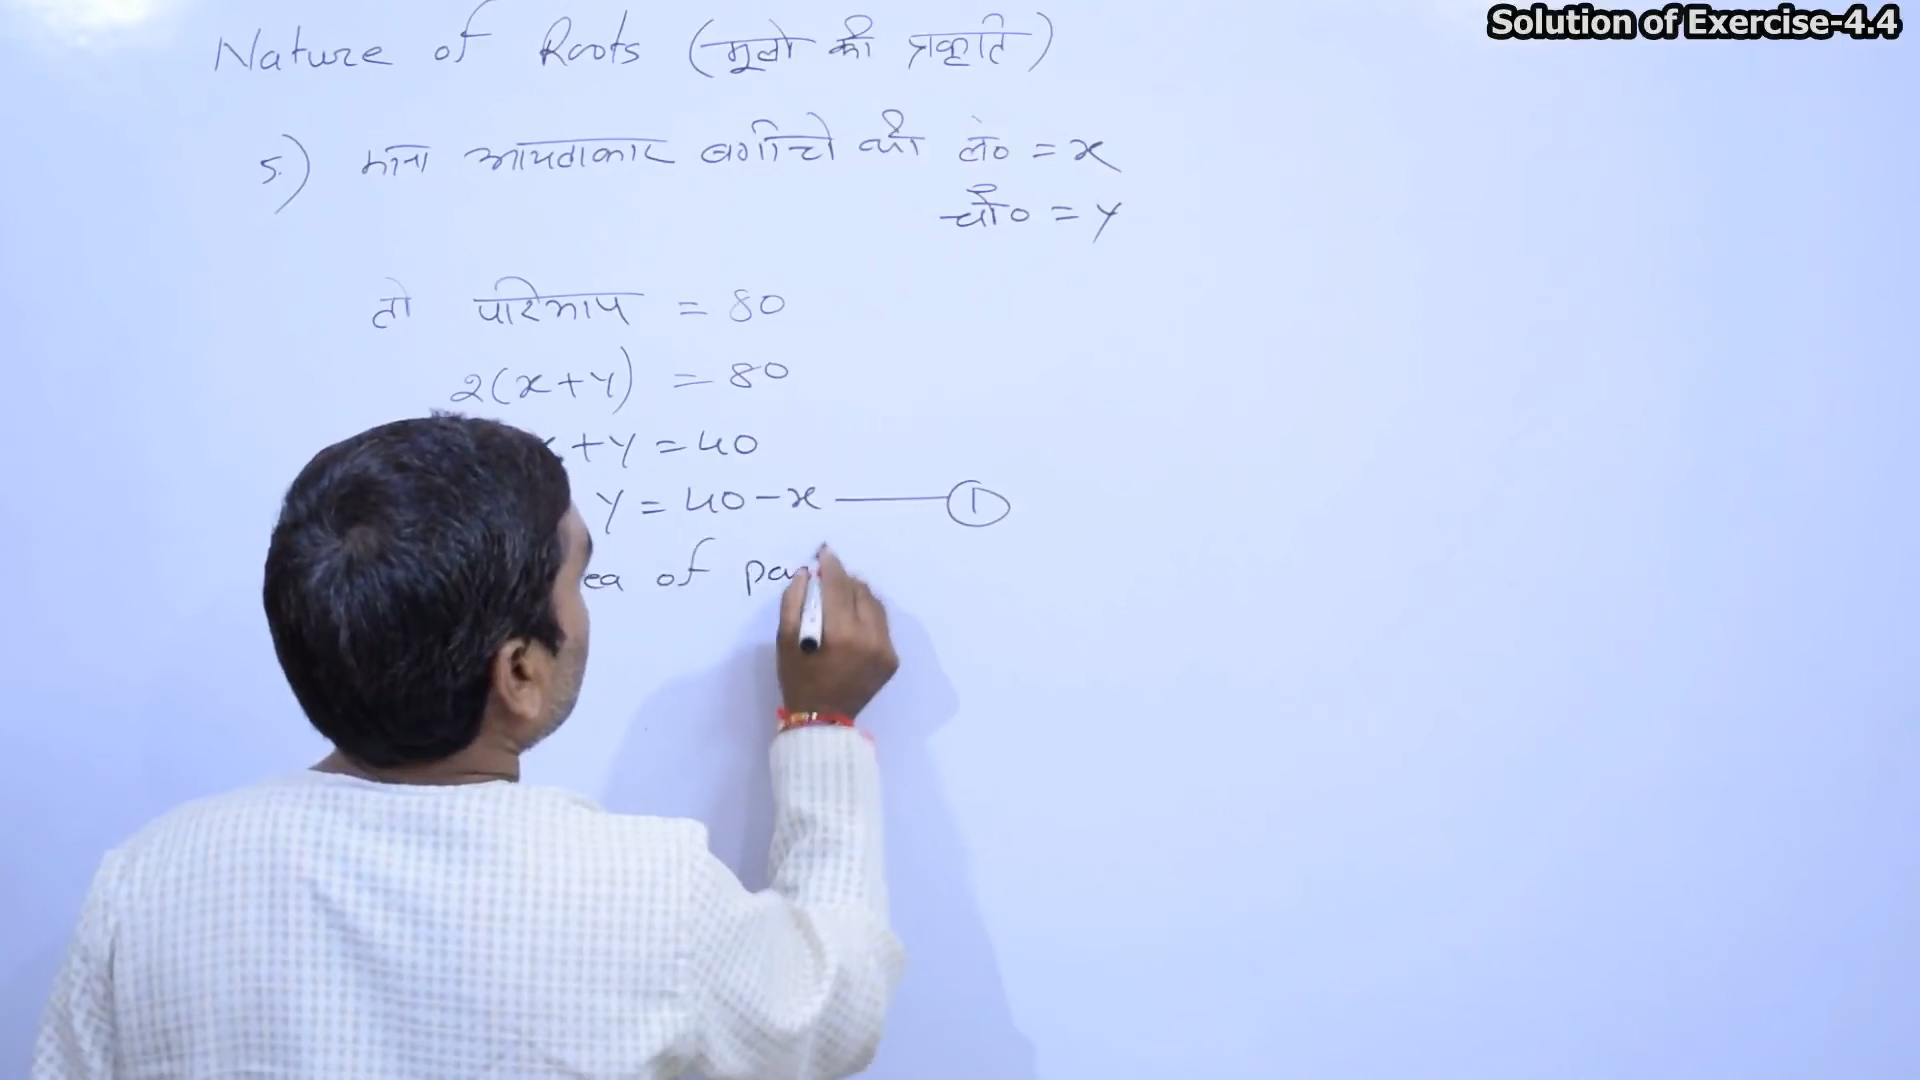 Solution of Exercise-4.4
Nature of Roots (मूलो की प्रकृति)
5.) माना आयताकार बगीचे की लं० = x
चौ० = y
तो परिमाप = 80
2(x+y) = 80
+y = 40
y = 40-x —— ①
ea of pa